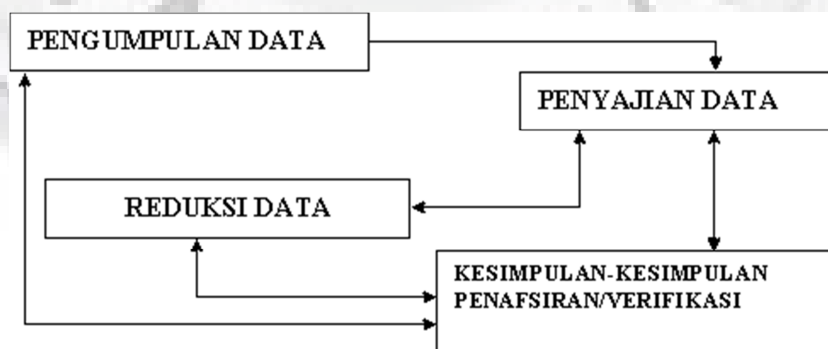 PENGUMPULAN DATA
PENYAJIAN DATA
REDUKSI DATA
KESIMPULAN-KESIMPULAN
PENAFSIRAN/VERIFIKASI